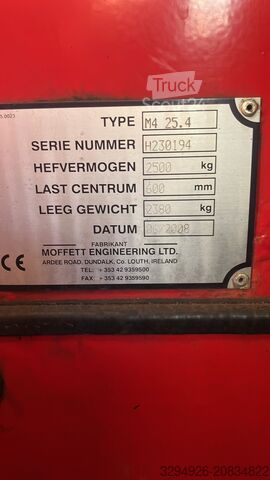 Truck
Scout24
5.0023
TYPE M4 25.4
SERIE NUMMER H230194
HEFVERMOGEN 2500 kg
LAST CENTRUM 600 mm
LEEG GEWICHT 2380 kg
DATUM 06/2008
FABRIKANT
MOFFETT ENGINEERING LTD.
ARDEE ROAD, DUNDALK, Co. LOUTH, IRELAND
TEL: +353 42 9359500
FAX: +353 42 9359590
CE
3294926-20834822